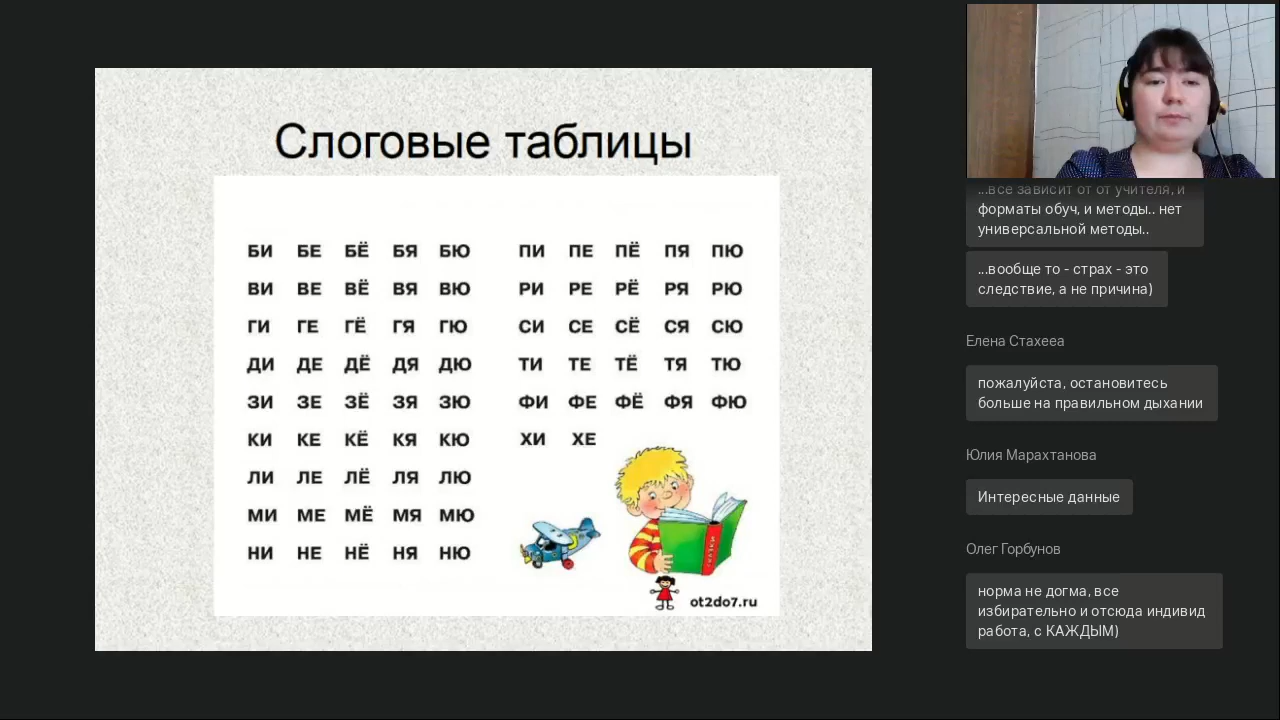 Слоговые таблицы
БИ БЕ БЁ БЯ БЮ
ВИ ВЕ ВЁ ВЯ ВЮ
ГИ ГЕ ГЁ ГЯ ГЮ
ДИ ДЕ ДЁ ДЯ ДЮ
ЗИ ЗЕ ЗЁ ЗЯ ЗЮ
КИ КЕ КЁ КЯ КЮ
ЛИ ЛЕ ЛЁ ЛЯ ЛЮ
МИ МЕ МЁ МЯ МЮ
НИ НЕ НЁ НЯ НЮ
ПИ ПЕ ПЁ ПЯ ПЮ
РИ РЕ РЁ РЯ РЮ
СИ СЕ СЁ СЯ СЮ
ТИ ТЕ ТЁ ТЯ ТЮ
ФИ ФЕ ФЁ ФЯ ФЮ
ХИ ХЕ
ot2do7.ru
...все зависит от от учителя, и
форматы обуч, и методы.. нет
универсальной методы..
...вообще то - страх - это
следствие, а не причина)
Елена Стахееа
пожалуйста, остановитесь
больше на правильном дыхании
Юлия Марахтанова
Интересные данные
Олег Горбунов
норма не догма, все
избирательно и отсюда индивид
работа, с КАЖДЫМ)